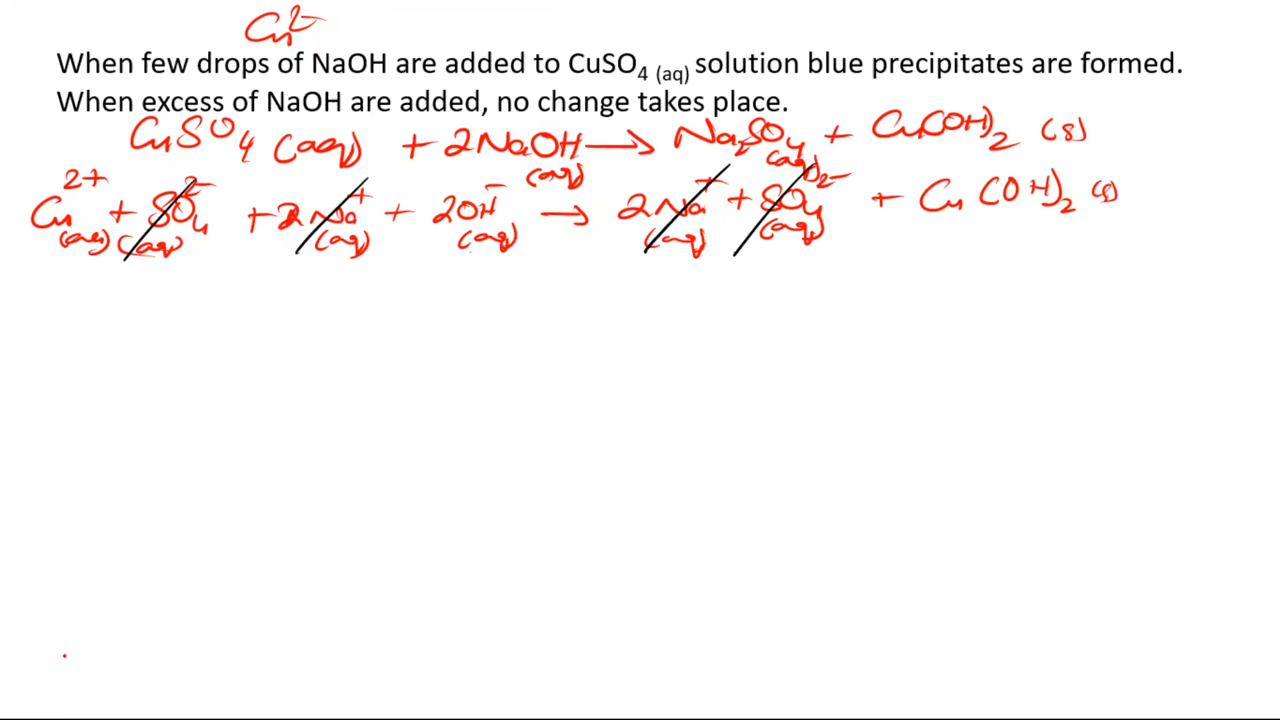 Cu²⁻
When few drops of NaOH are added to CuSO₄ ₍aq₎ solution blue precipitates are formed.
When excess of NaOH are added, no change takes place.
CuSO₄ (aq) + 2NaOH (aq) → Na₂SO₄ (aq) + Cu(OH)₂ (s)
Cu²⁺ (aq) + SO₄²⁻ (aq) + 2Na⁺ (aq) + 2OH⁻ (aq) → 2Na⁺ (aq) + SO₄²⁻ (aq) + Cu(OH)₂ (s)